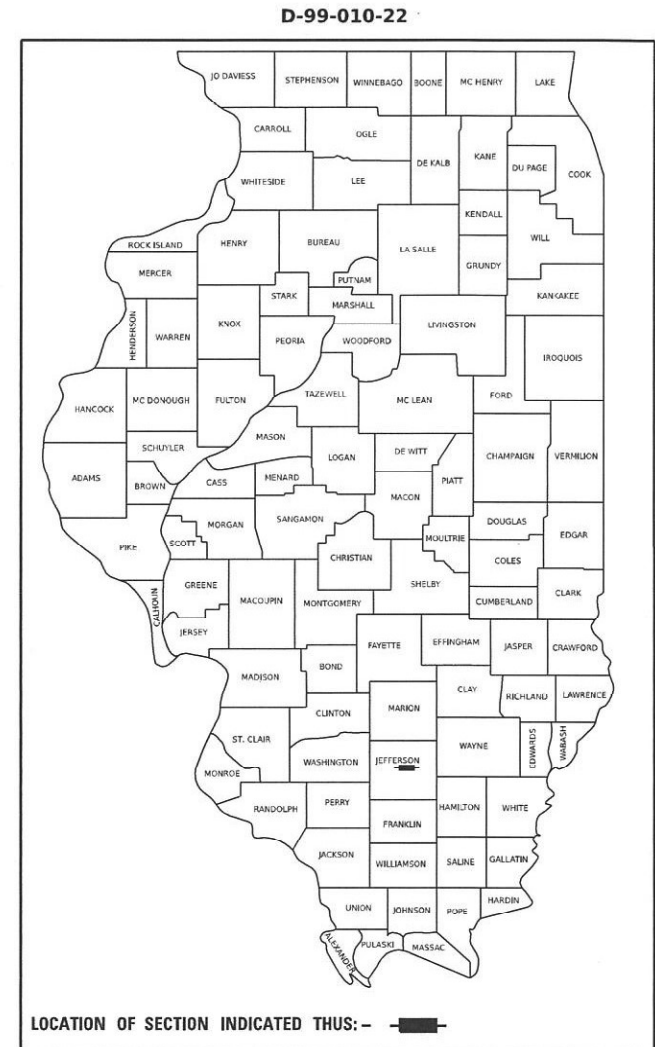 D-99-010-22
JO DAVIESS STEPHENSON WINNEBAGO BOONE MC HENRY LAKE
CARROLL OGLE
DE KALB KANE DU PAGE COOK
WHITESIDE LEE
KENDALL
ROCK ISLAND HENRY BUREAU LA SALLE WILL
MERCER PUTNAM GRUNDY
STARK MARSHALL KANKAKEE
HENDERSON WARREN KNOX PEORIA WOODFORD LIVINGSTON
IROQUOIS
HANCOCK MC DONOUGH FULTON TAZEWELL MC LEAN FORD
MASON
SCHUYLER LOGAN DE WITT CHAMPAIGN VERMILION
ADAMS BROWN CASS MENARD PIATT
MACON
MORGAN SANGAMON DOUGLAS
PIKE SCOTT CHRISTIAN MOULTRIE COLES EDGAR
GREENE SHELBY
CALHOUN MACOUPIN MONTGOMERY CUMBERLAND CLARK
JERSEY FAYETTE EFFINGHAM JASPER CRAWFORD
MADISON BOND
CLAY RICHLAND LAWRENCE
CLINTON MARION
ST. CLAIR WAYNE EDWARDS WABASH
MONROE WASHINGTON JEFFERSON
RANDOLPH PERRY HAMILTON WHITE
FRANKLIN
JACKSON WILLIAMSON SALINE GALLATIN
UNION JOHNSON POPE HARDIN
ALEXANDER PULASKI MASSAC
LOCATION OF SECTION INDICATED THUS: –